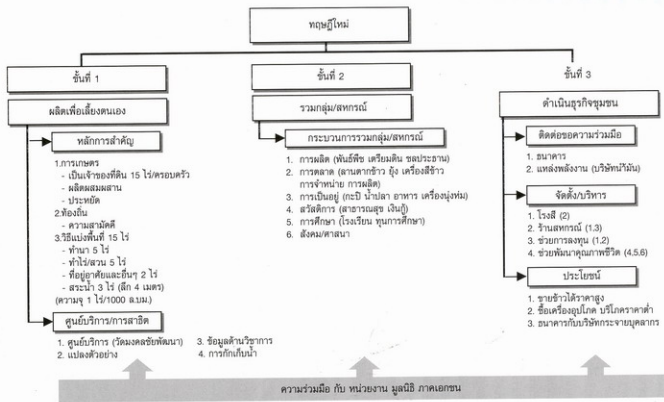 ทฤษฎีใหม่
ขั้นที่ 1
ผลิตเพื่อเลี้ยงตนเอง
หลักการสำคัญ
1.การเกษตร
- เป็นเจ้าของที่ดิน 15 ไร่/ครอบครัว
- ผลิตผสมผสาน
- ประหยัด
2.ท้องถิ่น
- ความสามัคคี
3.วิธีแบ่งพื้นที่ 15 ไร่
- ทำนา 5 ไร่
- ทำไร่/สวน 5 ไร่
- ที่อยู่อาศัยและอื่นๆ 2 ไร่
- สระน้ำ 3 ไร่ (ลึก 4 เมตร)
(ความจุ 1 ไร่/1000 ล.บม.)
ศูนย์บริการ/การสาธิต
1. ศูนย์บริการ (วัดมงคลชัยพัฒนา)
2. แปลงตัวอย่าง
3. ข้อมูลด้านวิชาการ
4. การกักเก็บน้ำ
ขั้นที่ 2
รวมกลุ่ม/สหกรณ์
กระบวนการรวมกลุ่ม/สหกรณ์
1. การผลิต (พันธ์พืช เตรียมดิน ชลประธาน)
2. การตลาด (ลานตากข้าว ยุ้ง เครื่องสีข้าว
การจำหน่าย การผลิต)
3. การเป็นอยู่ (กะปิ น้ำปลา อาหาร เครื่องนุ่งห่ม)
4. สวัสดิการ (สาธารณสุข เงินกู้)
5. การศึกษา (โรงเรียน ทุนการศึกษา)
6. สังคม/ศาสนา
ขั้นที่ 3
ดำเนินธุรกิจชุมชน
ติดต่อขอความร่วมมือ
1. ธนาคาร
2. แหล่งพลังงาน (บริษัทน้ำมัน)
จัดตั้ง/บริหาร
1. โรงสี (2)
2. ร้านสหกรณ์ (1.3)
3. ช่วยการลงทุน (1,2)
4. ช่วยพัฒนาคุณภาพชีวิต (4,5,6)
ประโยชน์
1. ขายข้าวได้ราคาสูง
2. ซื้อเครื่องอุปโภค บริโภคราคาต่ำ
3. ธนาคารกับบริษัทกระจายบุคลากร
ความร่วมมือ กับ หน่วยงาน มูลนิธิ ภาคเอกชน